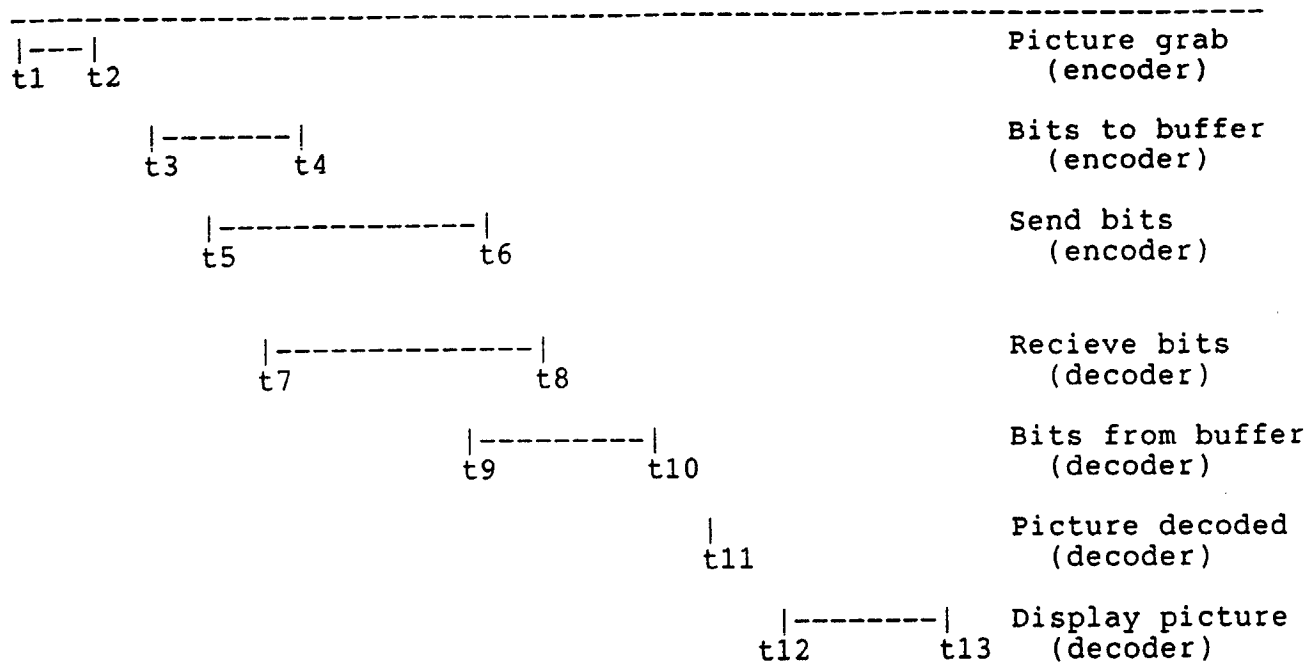 --------------------------------------------------------------------------------
|---| Picture grab
t1 t2 (encoder)
|-------| Bits to buffer
t3 t4 (encoder)
|--------------| Send bits
t5 t6 (encoder)
|--------------| Recieve bits
t7 t8 (decoder)
|---------| Bits from buffer
t9 t10 (decoder)
| Picture decoded
t11 (decoder)
|--------| Display picture
t12 t13 (decoder)